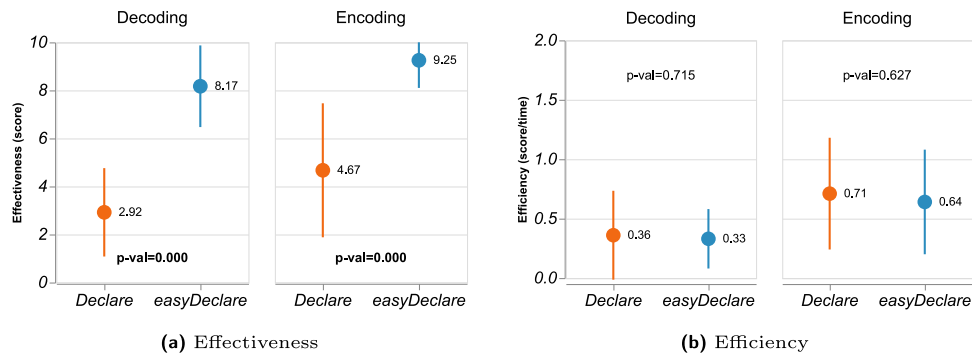 Decoding
Encoding
Effectiveness (score)
10
8
6
4
2
0
2.92
8.17
p-val=0.000
4.67
9.25
p-val=0.000
Declare
easyDeclare
Declare
easyDeclare
(a) Effectiveness
Decoding
Encoding
Efficiency (score/time)
2.0
1.5
1.0
0.5
0.0
p-val=0.715
0.36
0.33
p-val=0.627
0.71
0.64
Declare
easyDeclare
Declare
easyDeclare
(b) Efficiency